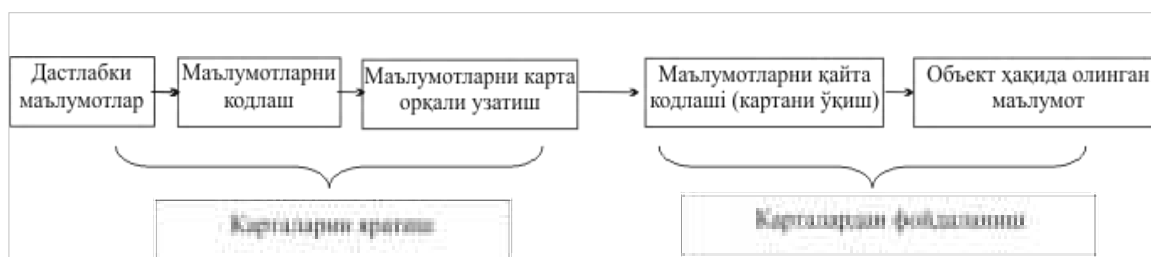 Дастлабки
маълумотлар
Маълумотларни
кодлаш
Маълумотларни карта
орқали узатиш
Маълумотларни қайта
кодлаші (картани ўқиш)
Объект ҳақида олинган
маълумот
Карталарни яратиш
Карталардан фойдаланиш